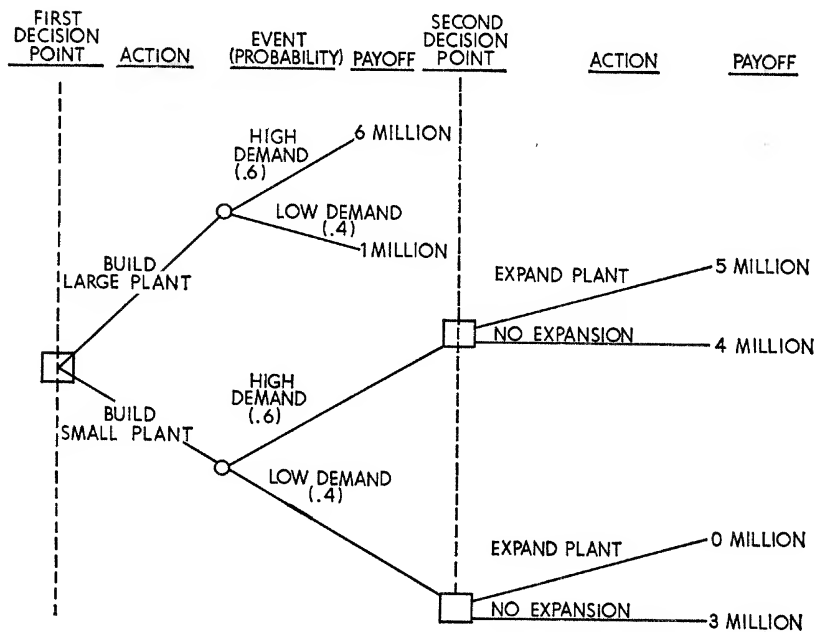 FIRST
DECISION
POINT
ACTION
EVENT
(PROBABILITY)
PAYOFF
SECOND
DECISION
POINT
ACTION
PAYOFF
HIGH
DEMAND
(.6)
6 MILLION
LOW DEMAND
(.4)
1 MILLION
BUILD
LARGE PLANT
EXPAND PLANT
5 MILLION
NO EXPANSION
4 MILLION
HIGH
DEMAND
(.6)
BUILD
SMALL PLANT
LOW DEMAND
(.4)
EXPAND PLANT
0 MILLION
NO EXPANSION
3 MILLION